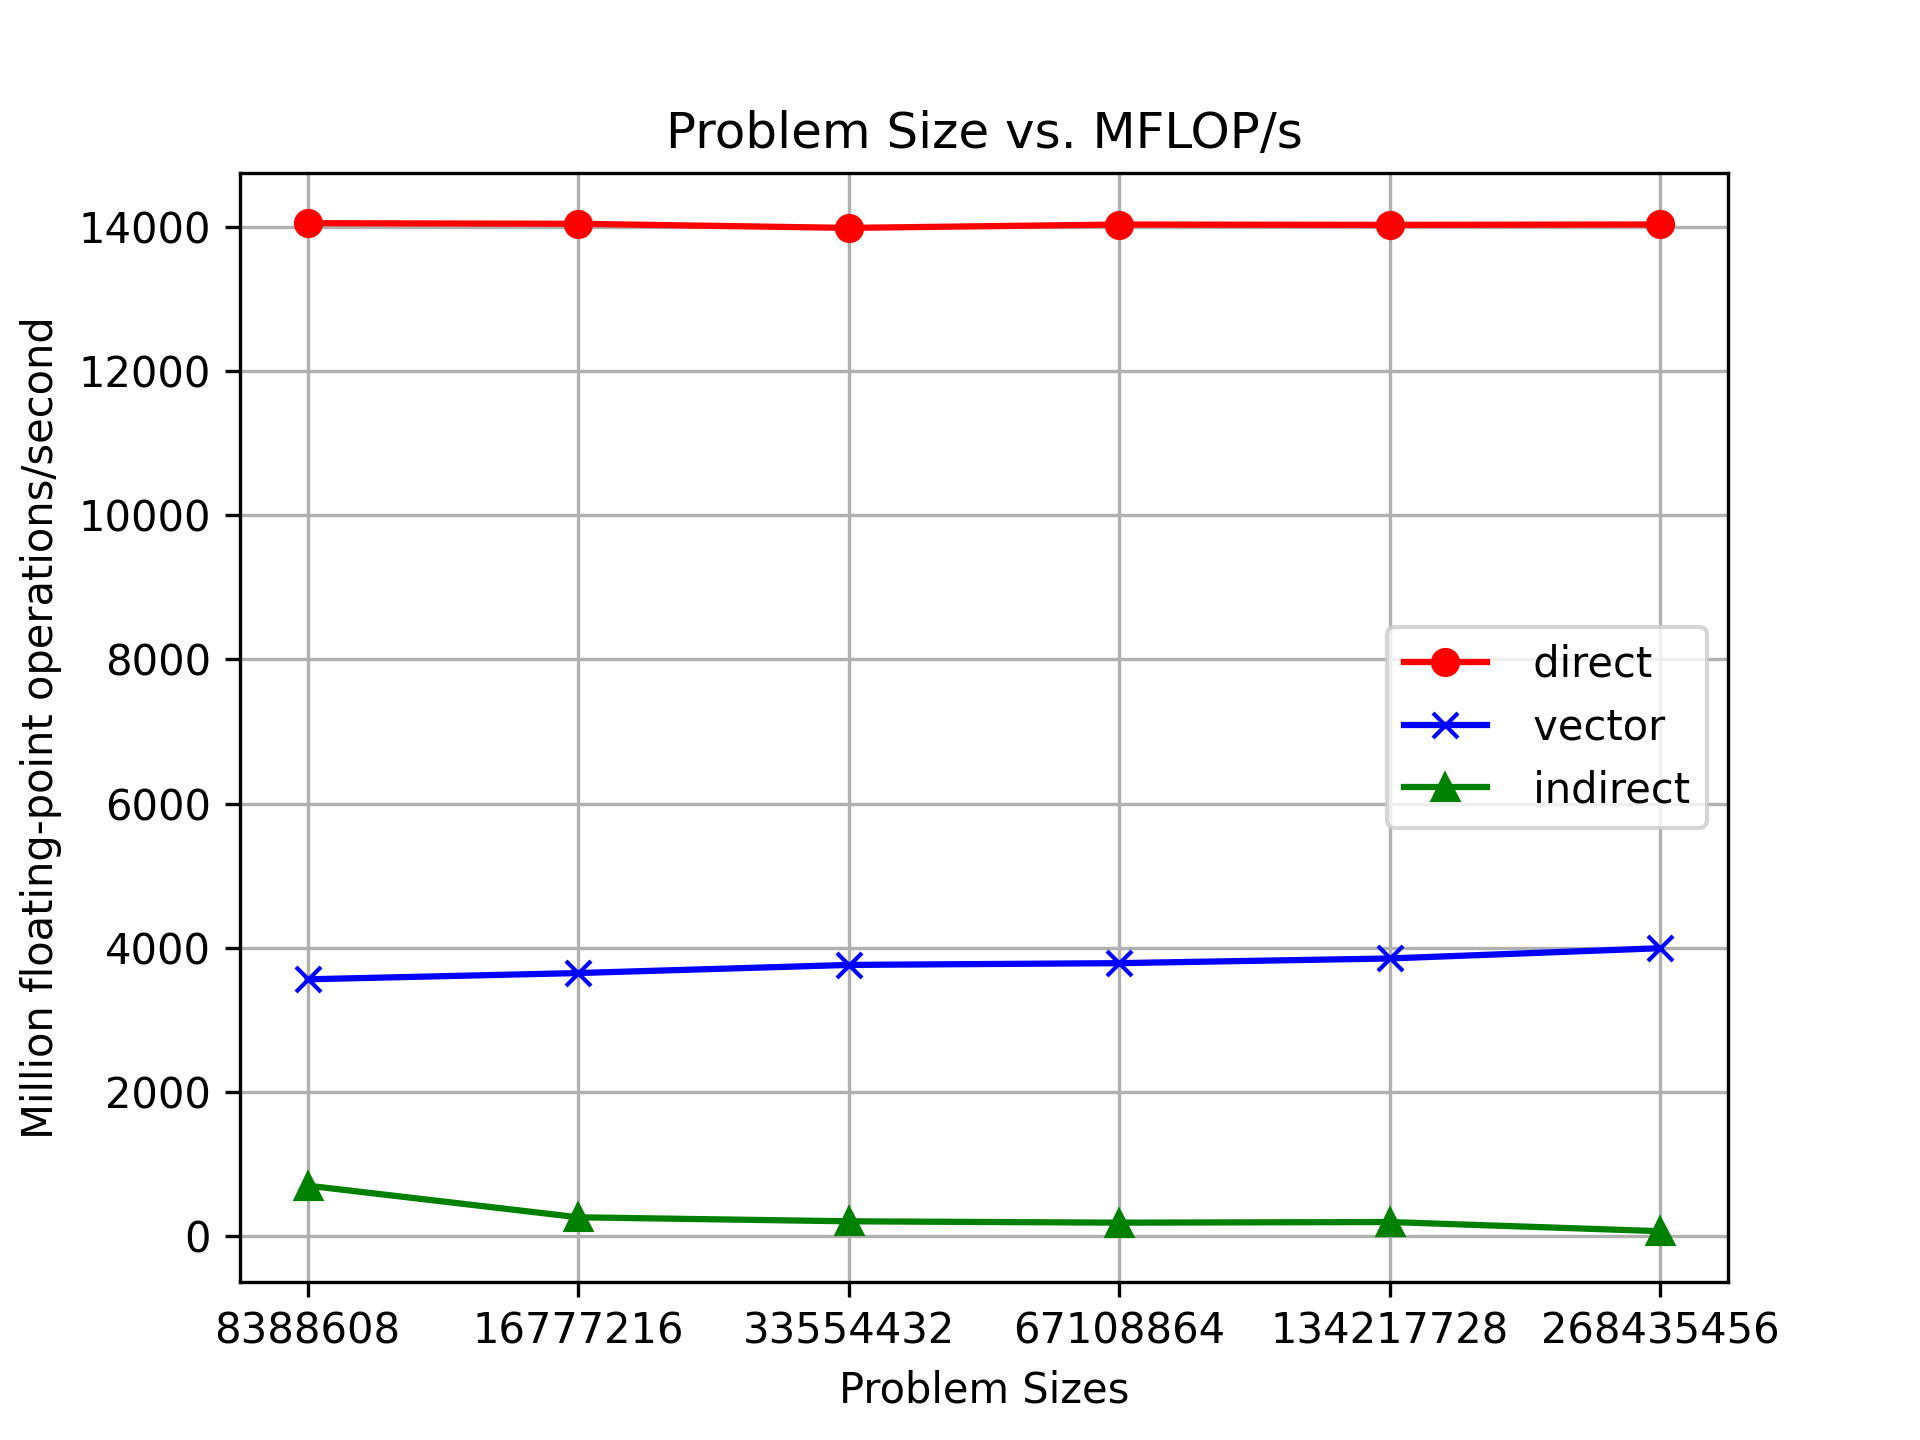 Problem Size vs. MFLOP/s
Million floating-point operations/second
14000
12000
10000
8000
6000
4000
2000
0
direct
vector
indirect
8388608 16777216 33554432 67108864 134217728 268435456
Problem Sizes